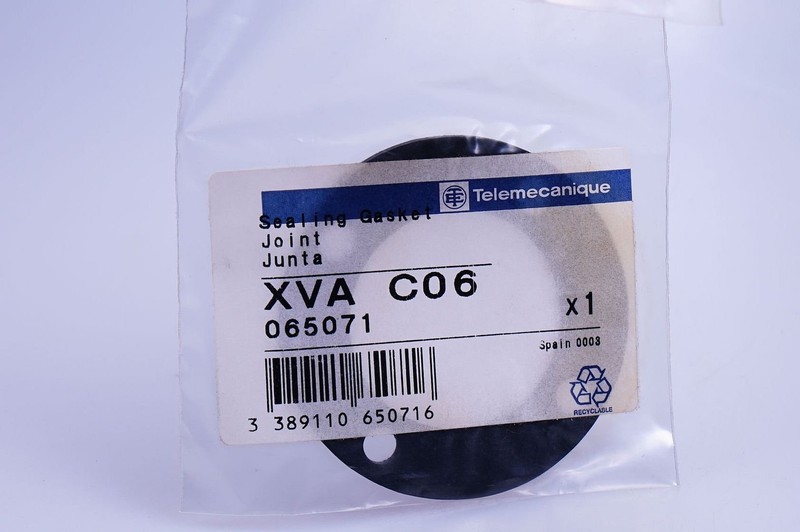 Telemecanique
Sealing Gasket
Joint
Junta
XVA C06
065071
x1
Spain 0003
3 389110 650716
RECYCLABLE